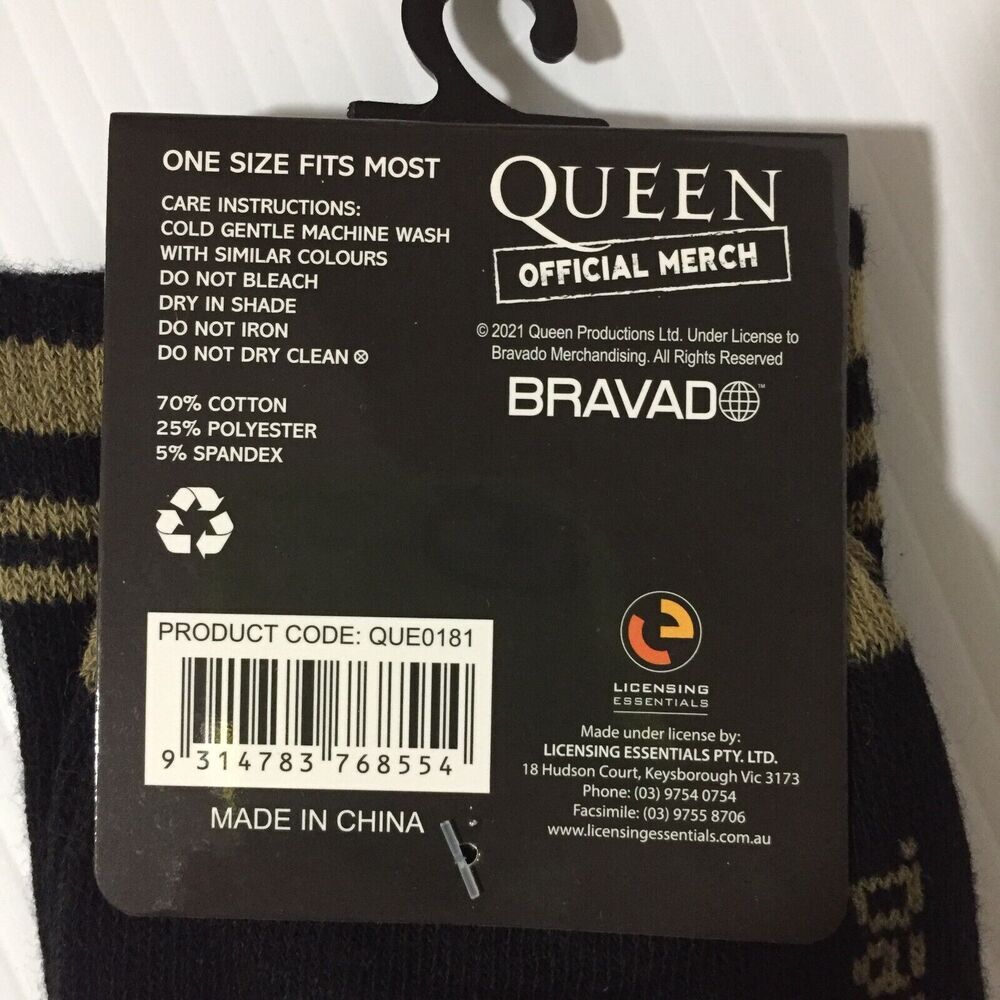 ONE SIZE FITS MOST
CARE INSTRUCTIONS:
COLD GENTLE MACHINE WASH
WITH SIMILAR COLOURS
DO NOT BLEACH
DRY IN SHADE
DO NOT IRON
DO NOT DRY CLEAN
70% COTTON
25% POLYESTER
5% SPANDEX
QUEEN
OFFICIAL MERCH
© 2021 Queen Productions Ltd. Under License to
Bravado Merchandising. All Rights Reserved
BRAVADO™
PRODUCT CODE: QUE0181
9 314783 768554
MADE IN CHINA
LICENSING
ESSENTIALS
Made under license by:
LICENSING ESSENTIALS PTY. LTD.
18 Hudson Court, Keysborough Vic 3173
Phone: (03) 9754 0754
Facsimile: (03) 9755 8706
www.licensingessentials.com.au